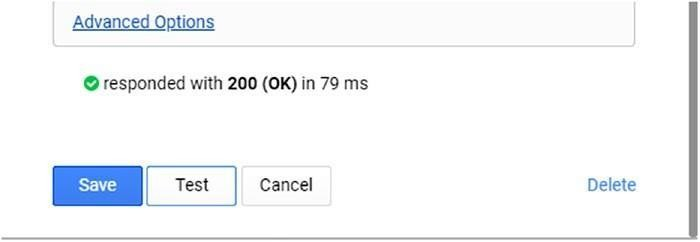 Advanced Options
responded with 200 (OK) in 79 ms
Save Test Cancel Delete